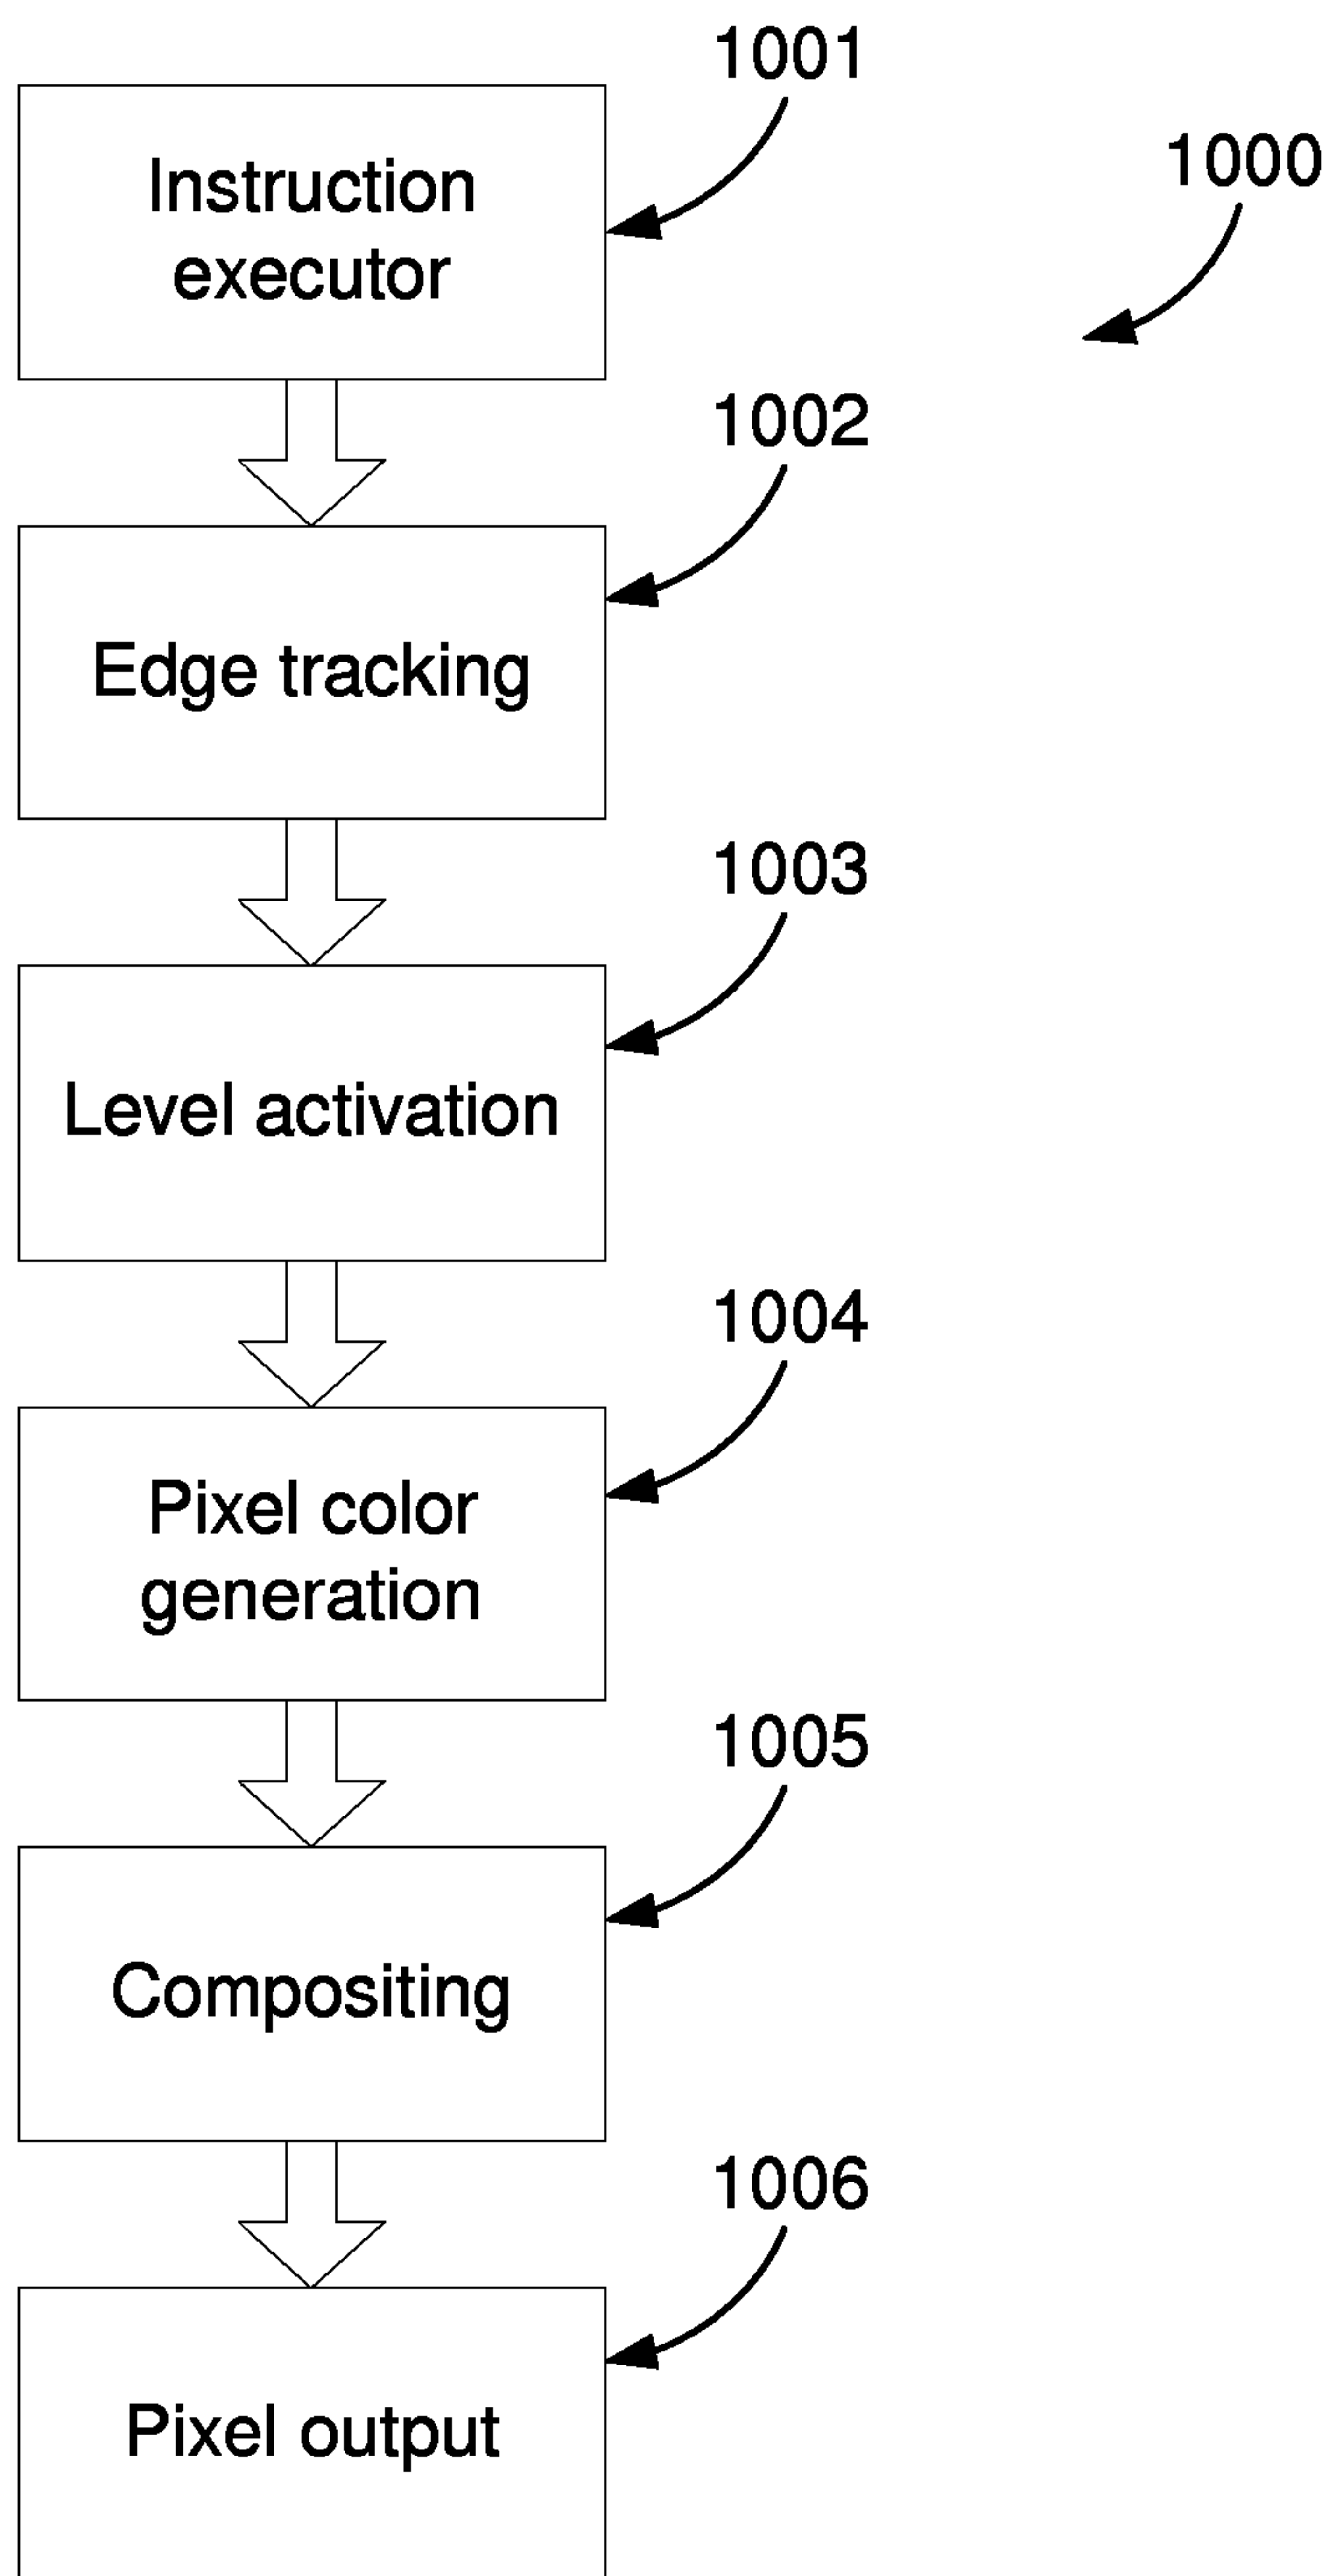 1001
1000
Instruction
executor
1002
Edge tracking
1003
Level activation
1004
Pixel color
generation
1005
Compositing
1006
Pixel output